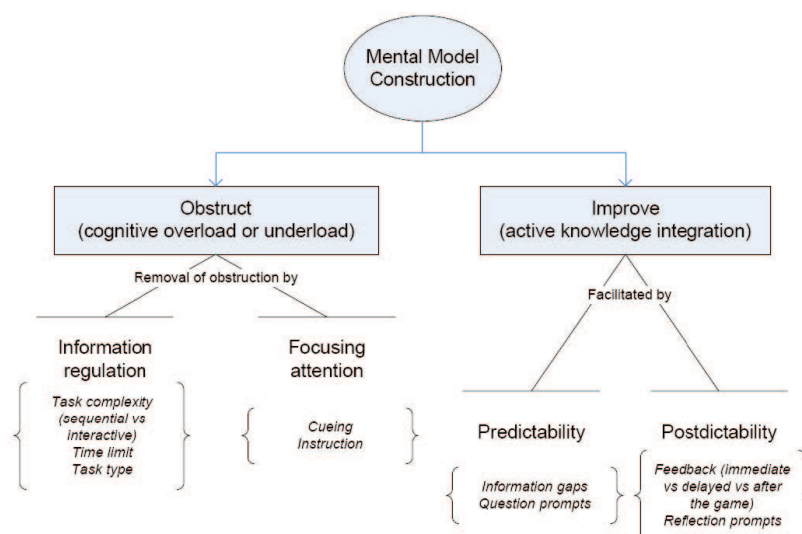 Mental Model
Construction
Obstruct
(cognitive overload or underload)
Improve
(active knowledge integration)
Removal of obstruction by
Facilitated by
Information
regulation
Focusing
attention
Task complexity
(sequential vs
interactive)
Time limit
Task type
Cueing
Instruction
Predictability
Postdictability
Information gaps
Question prompts
Feedback (immediate
vs delayed vs after
the game)
Reflection prompts